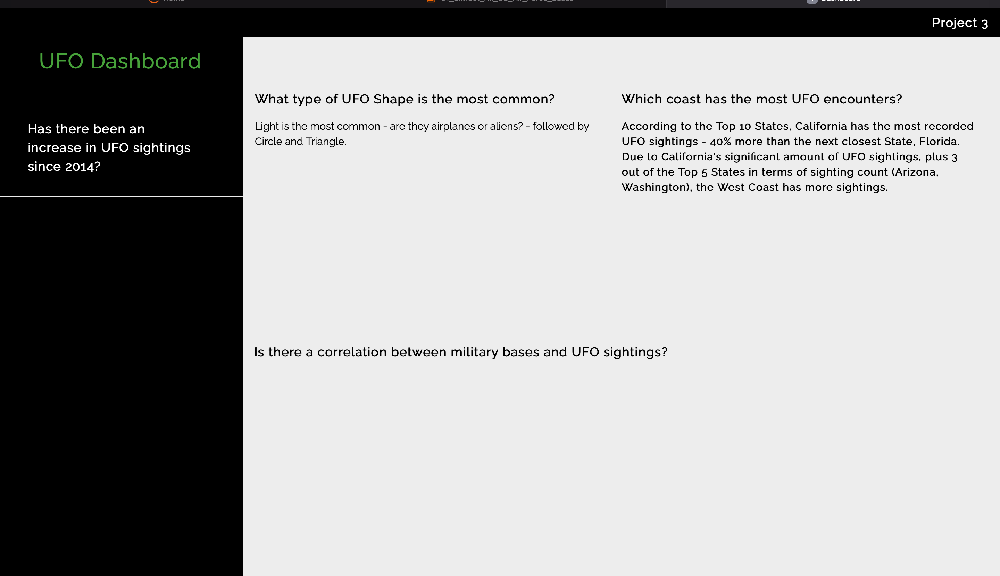 Home
01_Extract_All_US_Air_Force_Bases
Dashboard
Project 3
UFO Dashboard
Has there been an
increase in UFO sightings
since 2014?
What type of UFO Shape is the most common?
Light is the most common - are they airplanes or aliens? - followed by
Circle and Triangle.
Which coast has the most UFO encounters?
According to the Top 10 States, California has the most recorded
UFO sightings - 40% more than the next closest State, Florida.
Due to California's significant amount of UFO sightings, plus 3
out of the Top 5 States in terms of sighting count (Arizona,
Washington), the West Coast has more sightings.
Is there a correlation between military bases and UFO sightings?